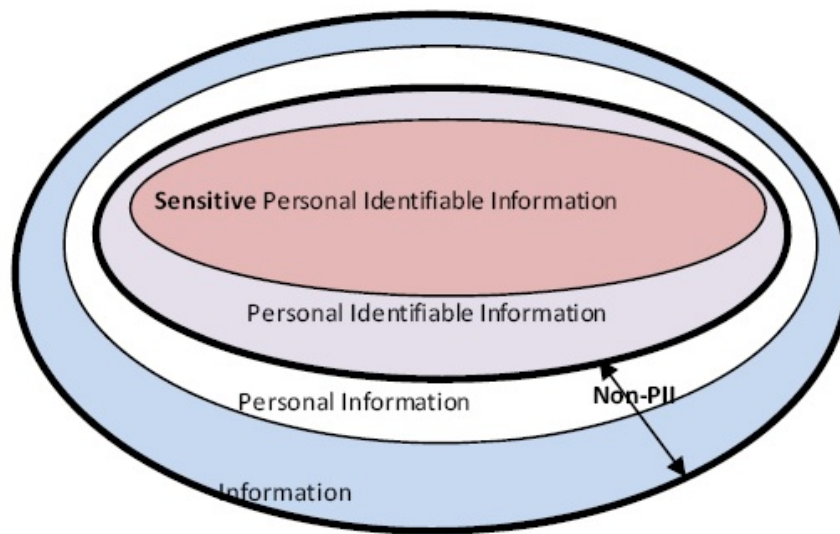 Sensitive Personal Identifiable Information
Personal Identifiable Information
Non-PII
Personal Information
Information